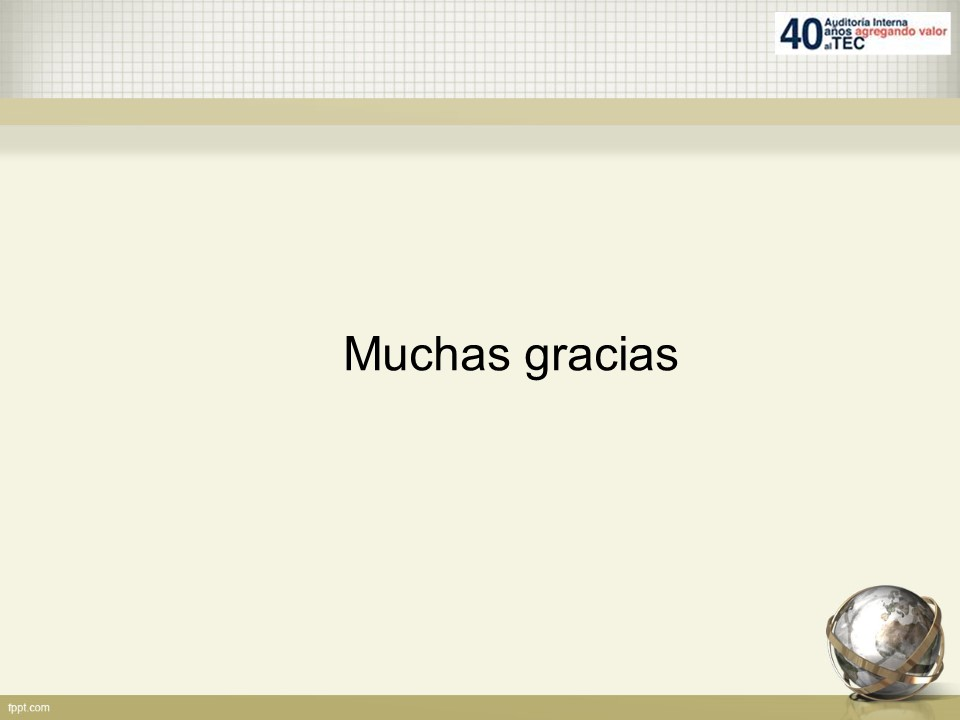 40 Auditoría Interna
años agregando valor
al TEC
Muchas gracias
fppt.com